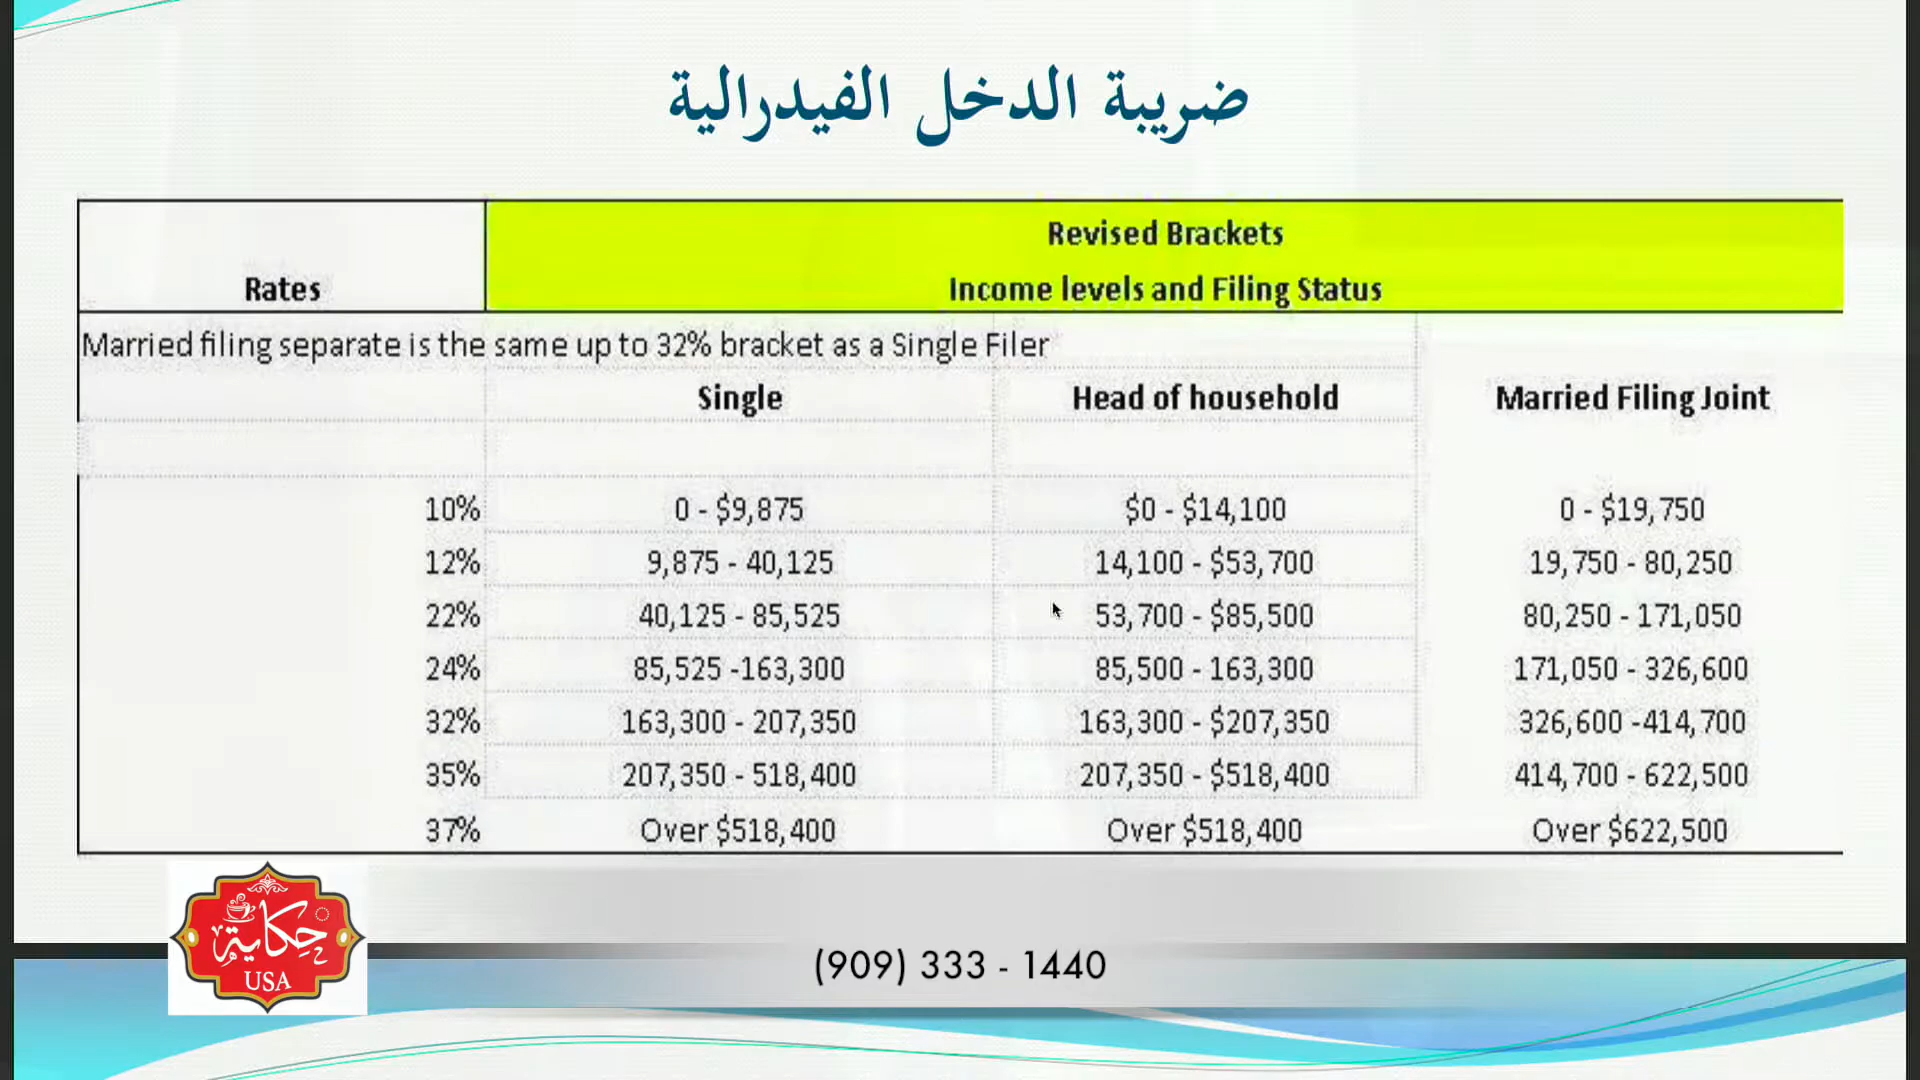 ضريبة الدخل الفيدرالية
Revised Brackets
Rates Income levels and Filing Status
Married filing separate is the same up to 32% bracket as a Single Filer
Single Head of household Married Filing Joint
10% 0 - $9,875 $0 - $14,100 0 - $19,750
12% 9,875 - 40,125 14,100 - $53,700 19,750 - 80,250
22% 40,125 - 85,525 53,700 - $85,500 80,250 - 171,050
24% 85,525 -163,300 85,500 - 163,300 171,050 - 326,600
32% 163,300 - 207,350 163,300 - $207,350 326,600 -414,700
35% 207,350 - 518,400 207,350 - $518,400 414,700 - 622,500
37% Over $518,400 Over $518,400 Over $622,500
حكاية
USA
(909) 333 - 1440